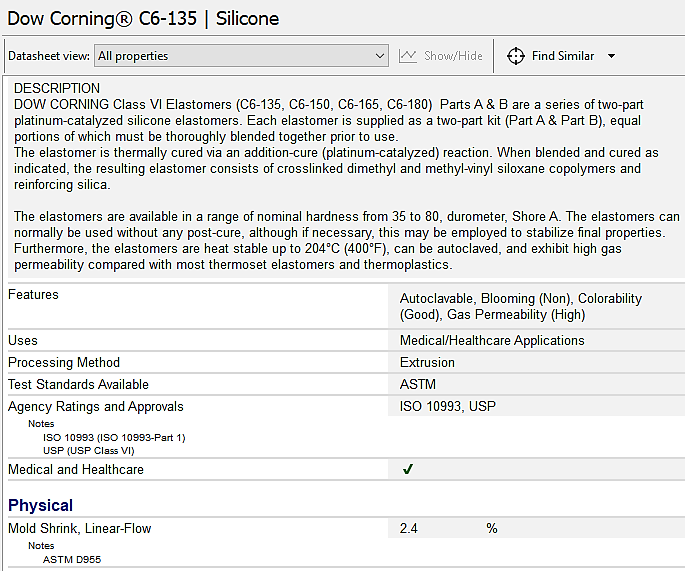 Dow Corning® C6-135 | Silicone
Datasheet view: All properties Show/Hide Find Similar
DESCRIPTION
DOW CORNING Class VI Elastomers (C6-135, C6-150, C6-165, C6-180) Parts A & B are a series of two-part
platinum-catalyzed silicone elastomers. Each elastomer is supplied as a two-part kit (Part A & Part B), equal
portions of which must be thoroughly blended together prior to use.
The elastomer is thermally cured via an addition-cure (platinum-catalyzed) reaction. When blended and cured as
indicated, the resulting elastomer consists of crosslinked dimethyl and methyl-vinyl siloxane copolymers and
reinforcing silica.
The elastomers are available in a range of nominal hardness from 35 to 80, durometer, Shore A. The elastomers can
normally be used without any post-cure, although if necessary, this may be employed to stabilize final properties.
Furthermore, the elastomers are heat stable up to 204°C (400°F), can be autoclaved, and exhibit high gas
permeability compared with most thermoset elastomers and thermoplastics.
Features Autoclavable, Blooming (Non), Colorability
(Good), Gas Permeability (High)
Uses Medical/Healthcare Applications
Processing Method Extrusion
Test Standards Available ASTM
Agency Ratings and Approvals ISO 10993, USP
Notes
ISO 10993 (ISO 10993-Part 1)
USP (USP Class VI)
Medical and Healthcare ✔
Physical
Mold Shrink, Linear-Flow 2.4 %
Notes
ASTM D955